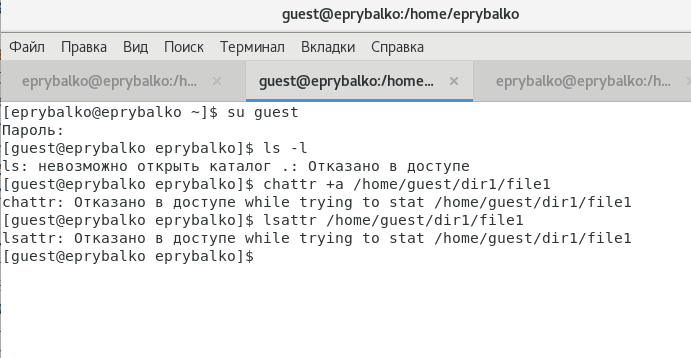 guest@eprybalko:/home/eprybalko
Файл Правка Вид Поиск Терминал Вкладки Справка
eprybalko@eprybalko:/h... × guest@eprybalko:/home... × eprybalko@eprybalko:/h... ×
[eprybalko@eprybalko ~]$ su guest
Пароль:
[guest@eprybalko eprybalko]$ ls -l
ls: невозможно открыть каталог .: Отказано в доступе
[guest@eprybalko eprybalko]$ chattr +a /home/guest/dir1/file1
chattr: Отказано в доступе while trying to stat /home/guest/dir1/file1
[guest@eprybalko eprybalko]$ lsattr /home/guest/dir1/file1
lsattr: Отказано в доступе while trying to stat /home/guest/dir1/file1
[guest@eprybalko eprybalko]$